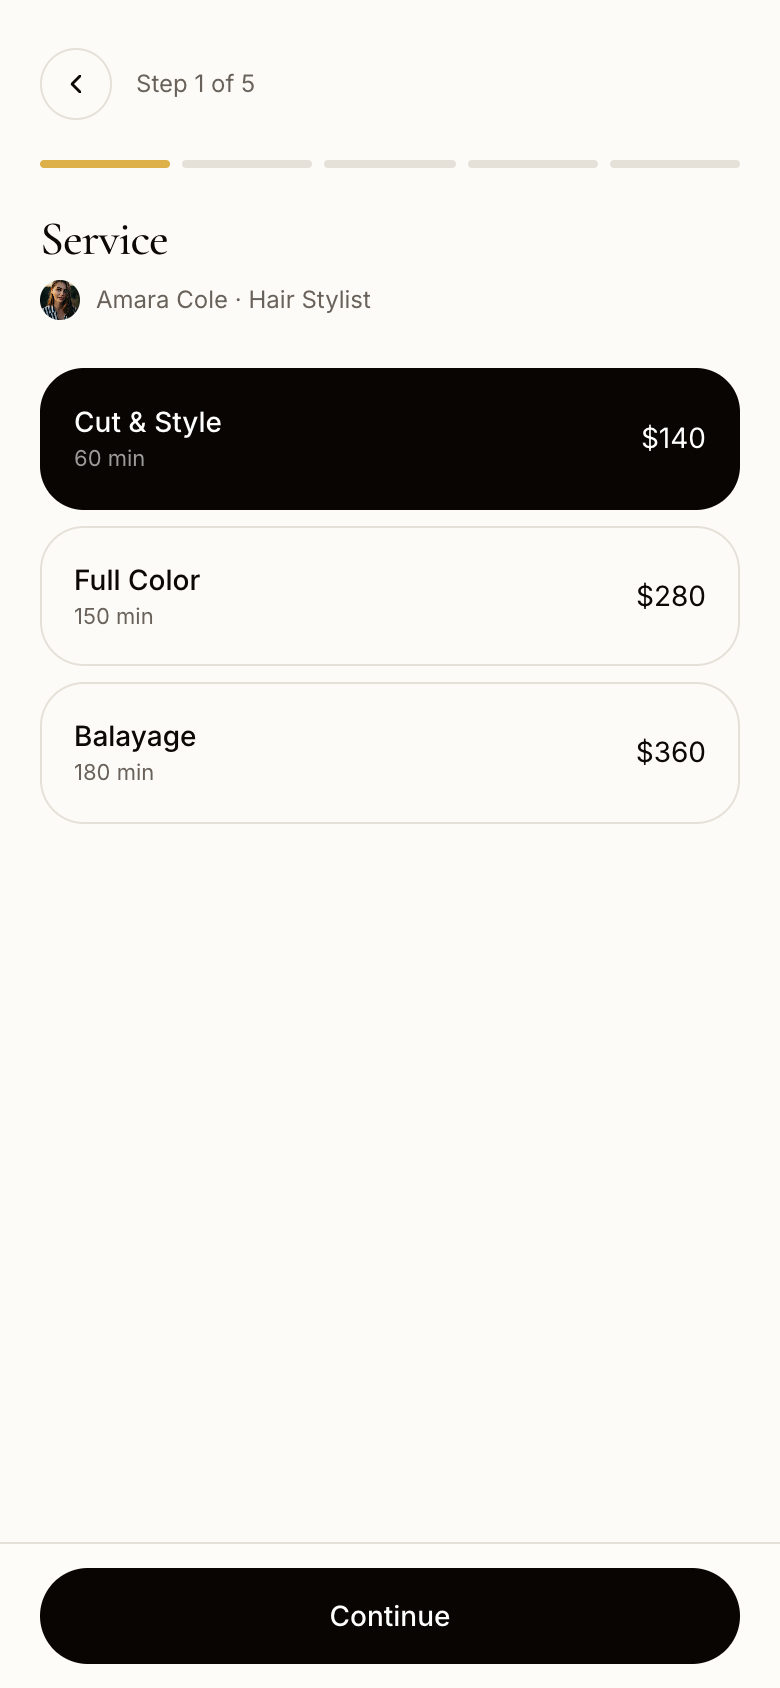 Step 1 of 5
Service
Amara Cole · Hair Stylist
Cut & Style
60 min
$140
Full Color
150 min
$280
Balayage
180 min
$360
Continue